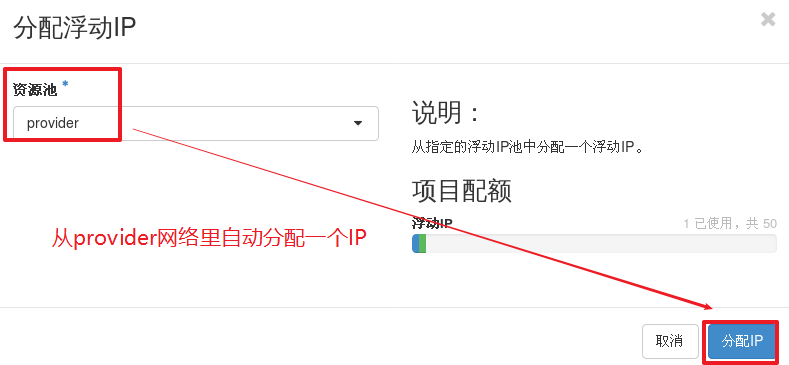 分配浮动IP
×
资源池 *
provider
从provider网络里自动分配一个IP
说明：
从指定的浮动IP池中分配一个浮动IP。
项目配额
浮动IP 1 已使用，共 50
取消 分配IP